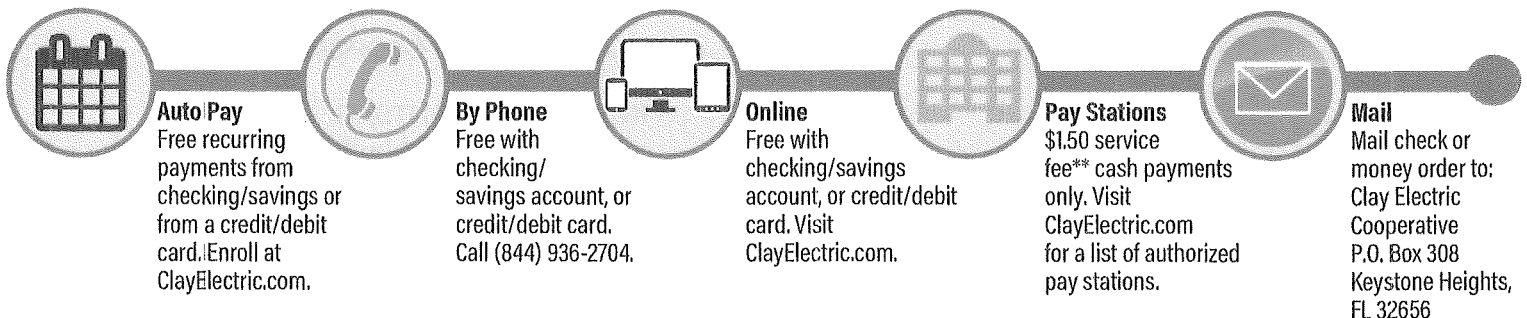 Auto Pay
Free recurring
payments from
checking/savings or
from a credit/debit
card. Enroll at
ClayElectric.com.
By Phone
Free with
checking/
savings account, or
credit/debit card.
Call (844) 936-2704.
Online
Free with
checking/savings
account, or credit/debit
card. Visit
ClayElectric.com.
Pay Stations
$1.50 service
fee** cash payments
only. Visit
ClayElectric.com
for a list of authorized
pay stations.
Mail
Mail check or
money order to:
Clay Electric
Cooperative
P.O. Box 308
Keystone Heights,
FL 32656